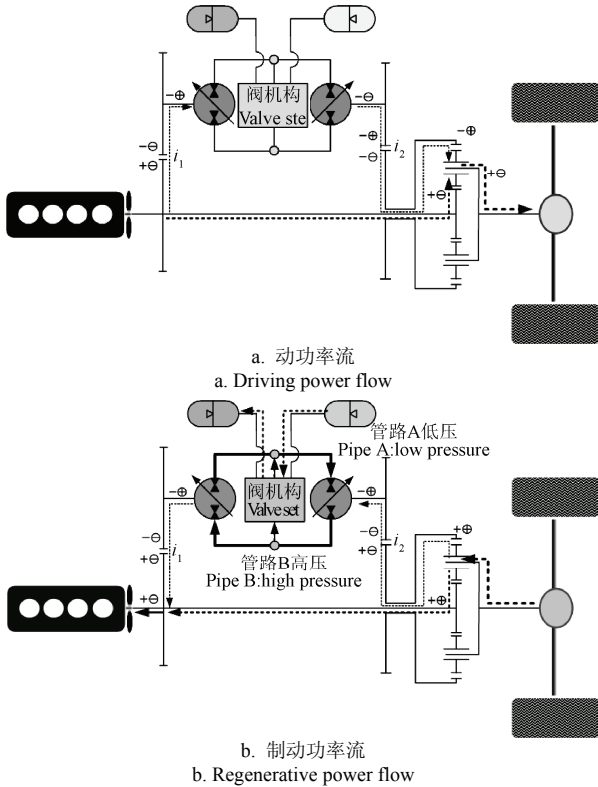 −⊕
−⊖
阀机构
Valve ste
−⊖
+⊖
i1
−⊕
−⊖
i2
−⊕
+⊖
+⊖
+⊖
a. 动功率流
a. Driving power flow
管路A低压
Pipe A:low pressure
−⊕
−⊕
阀机构
Valve set
−⊖
+⊖
i1
−⊖
+⊖
i2
+⊕
管路B高压
Pipe B:high pressure
+⊖
+⊕
b. 制动功率流
b. Regenerative power flow